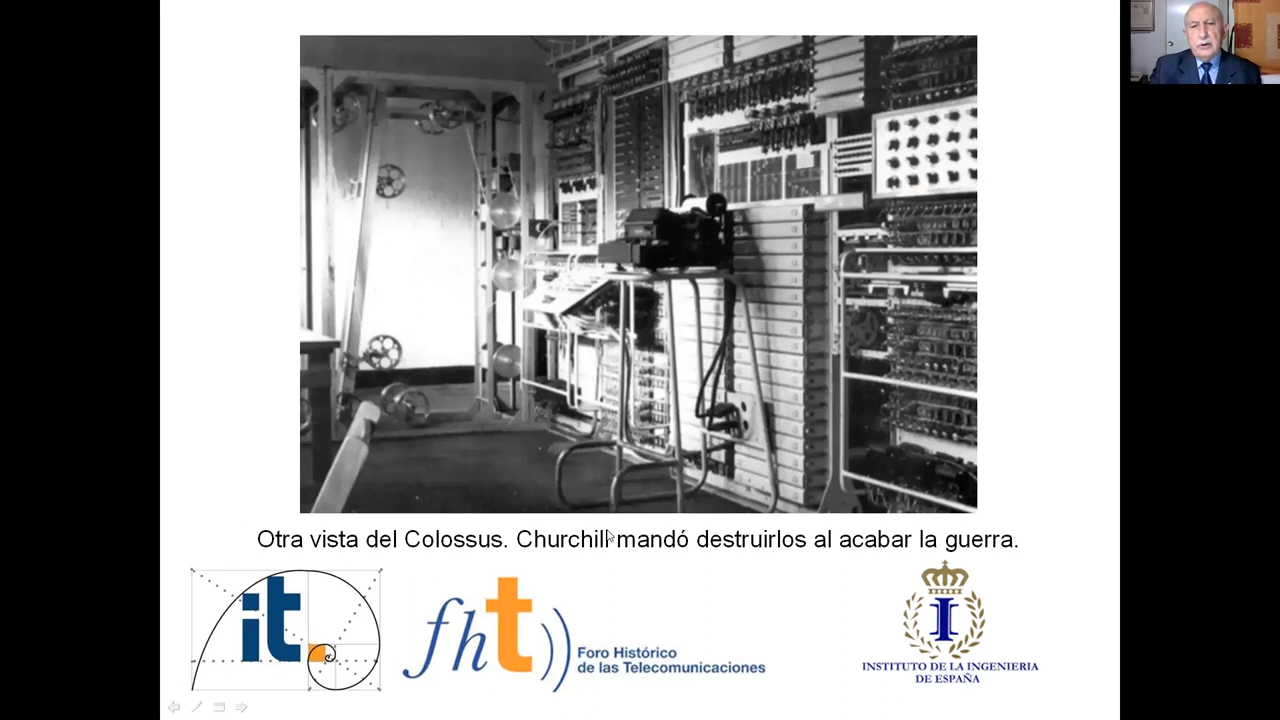 Otra vista del Colossus. Churchill mandó destruirlos al acabar la guerra.
it
fht
Foro Histórico
de las Telecomunicaciones
I
INSTITUTO DE LA INGENIERIA
DE ESPAÑA